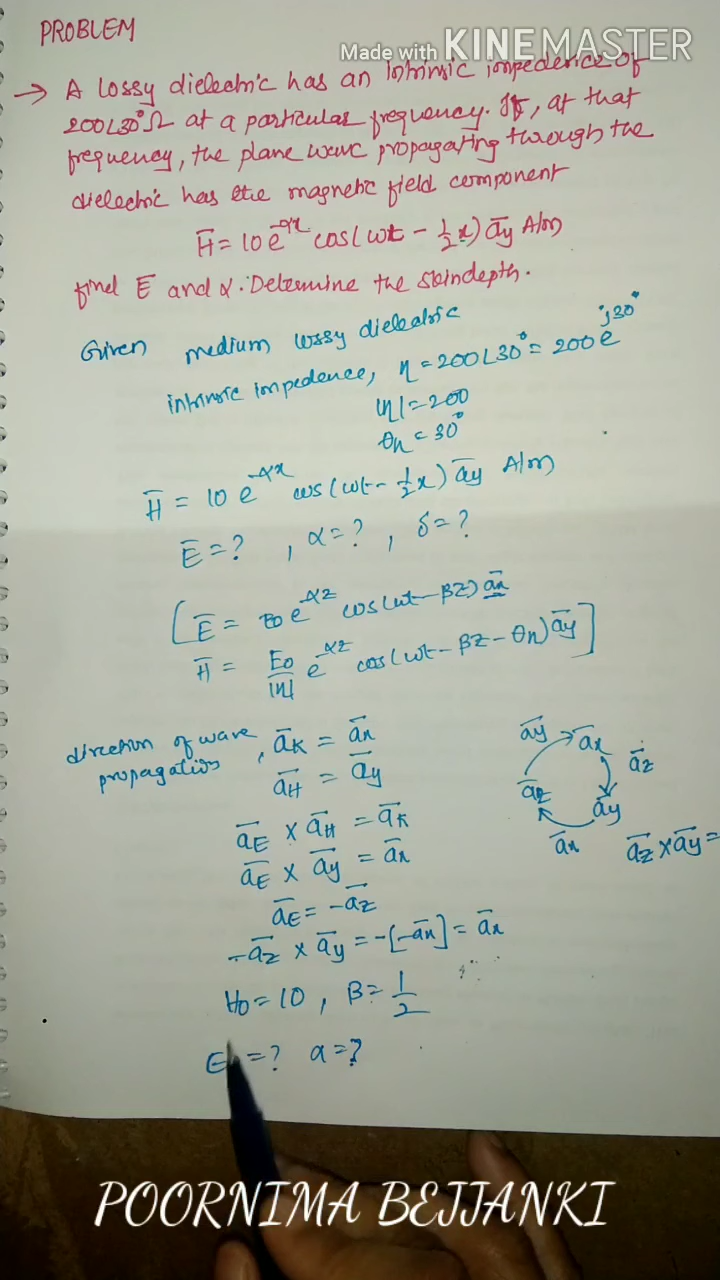 PROBLEM
Made with KINEMASTER
→ A lossy dielectric has an intrinsic impedence of
200∠30°Ω at a particular frequency. If, at that
frequency, the plane wave propagating through the
dielectric has the magnetic field component
H̄ = 10 e^-αx cos(ωt - 1/2 x) āy A/m
find Ē and α. Determine the skindepth.
Given medium lossy dielectric
intrinsic impedence, η = 200∠30° = 200 e^j30°
|η| = 200
θη = 30°
H̄ = 10 e^-αx cos(ωt - 1/2 x) āy A/m
Ē = ? , α = ? , δ = ?
[Ē = E0 e^-αz cos(ωt - βz) āx
H̄ = E0/|η| e^-αz cos(ωt - βz - θη) āy]
direction of wave propagation, āK = āx
āH = āy
āE × āH = āK
āE × āy = āx
āE = -āz
-āz × āy = -[-āx] = āx
āy āx āz
āz āy
āx āz × āy =
H0 = 10 , β = 1/2
E = ? α = ?
POORNIMA BEJJANKI